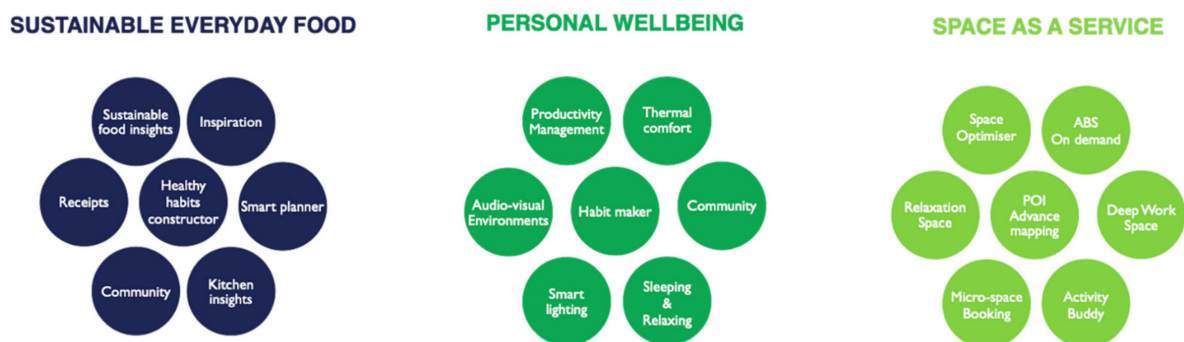 SUSTAINABLE EVERYDAY FOOD
Sustainable
food insights
Inspiration
Receipts
Healthy
habits
constructor
Smart planner
Community
Kitchen
insights
PERSONAL WELLBEING
Productivity
Management
Thermal
comfort
Audio-visual
Environments
Habit maker
Community
Smart
lighting
Sleeping
&
Relaxing
SPACE AS A SERVICE
Space
Optimiser
ABS
On demand
Relaxation
Space
POI
Advance
mapping
Deep Work
Space
Micro-space
Booking
Activity
Buddy